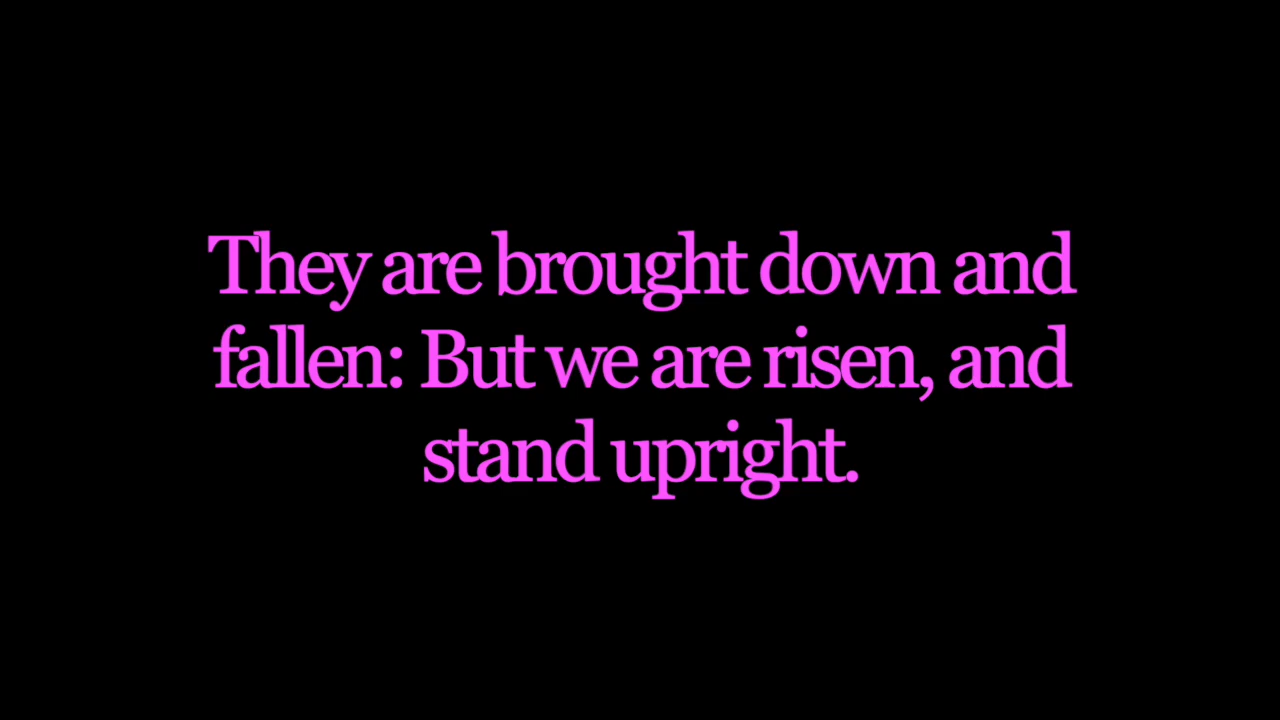 They are brought down and
fallen: But we are risen, and
stand upright.